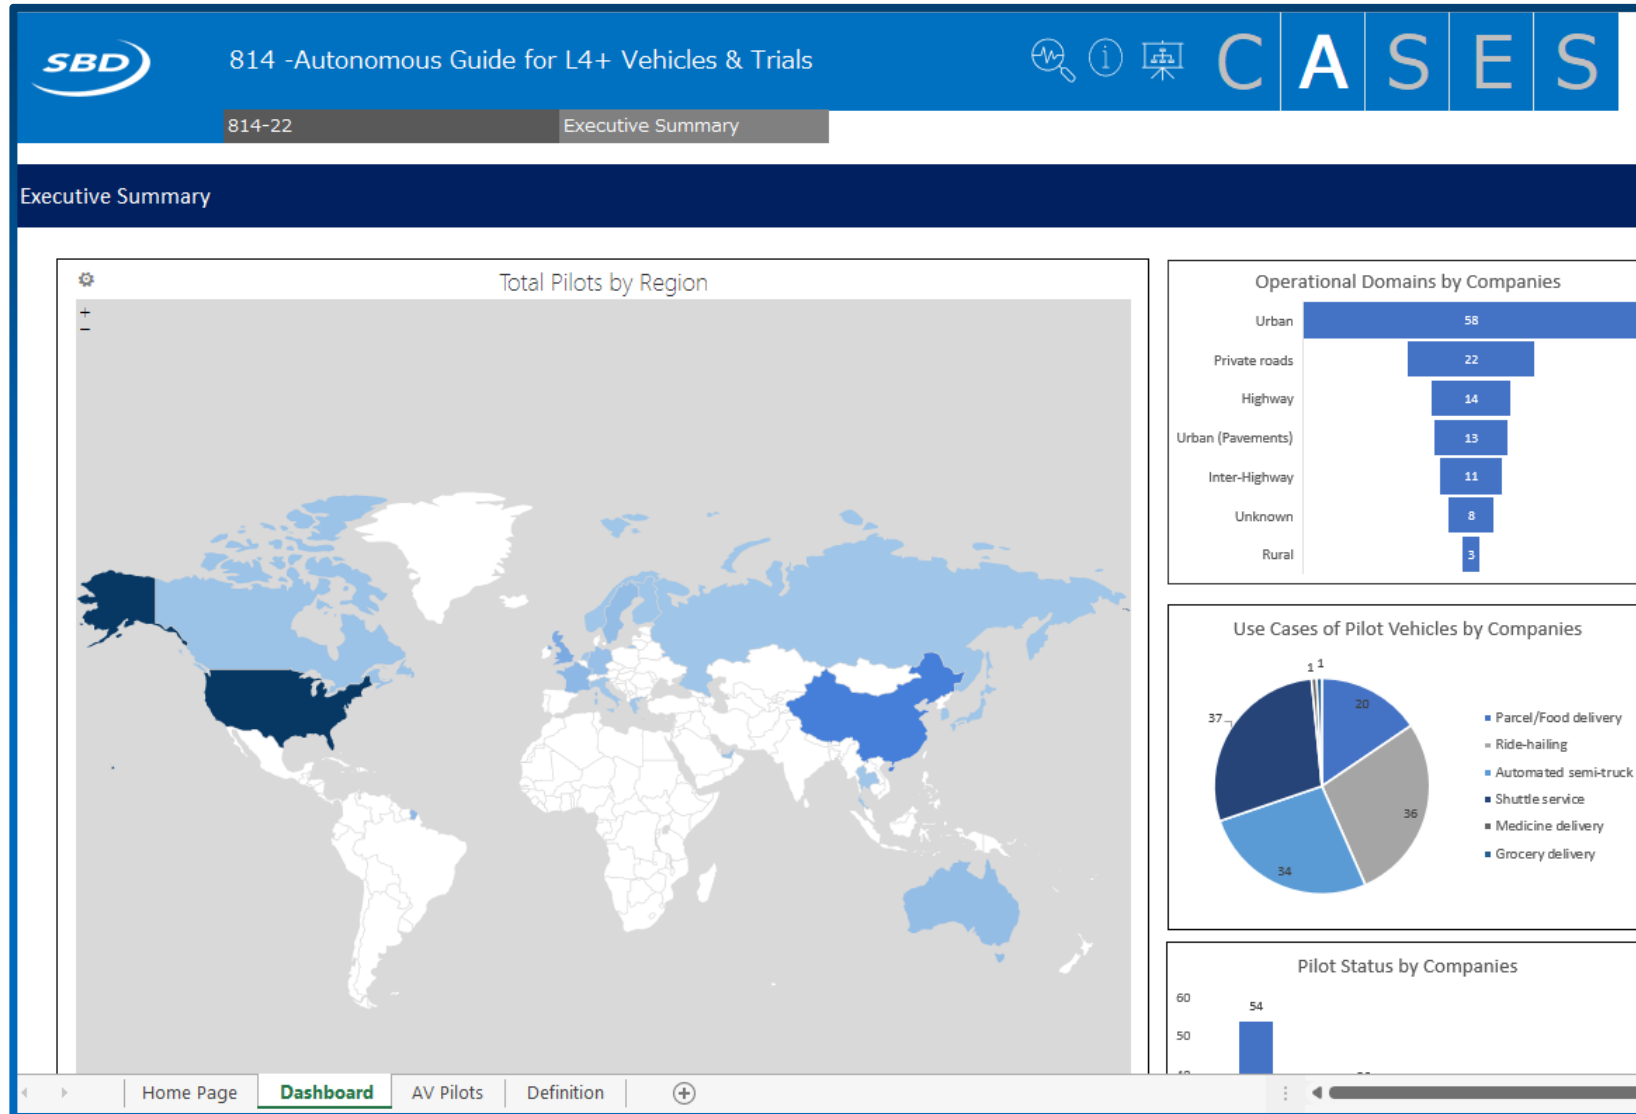 SBD
814 -Autonomous Guide for L4+ Vehicles & Trials
C A S E S
814-22
Executive Summary
Executive Summary
Total Pilots by Region
+
−
Operational Domains by Companies
Urban 58
Private roads 22
Highway 14
Urban (Pavements) 13
Inter-Highway 11
Unknown 8
Rural 3
Use Cases of Pilot Vehicles by Companies
1 1
20
37
36
34
Parcel/Food delivery
Ride-hailing
Automated semi-truck
Shuttle service
Medicine delivery
Grocery delivery
Pilot Status by Companies
60
54
50
Home Page Dashboard AV Pilots Definition